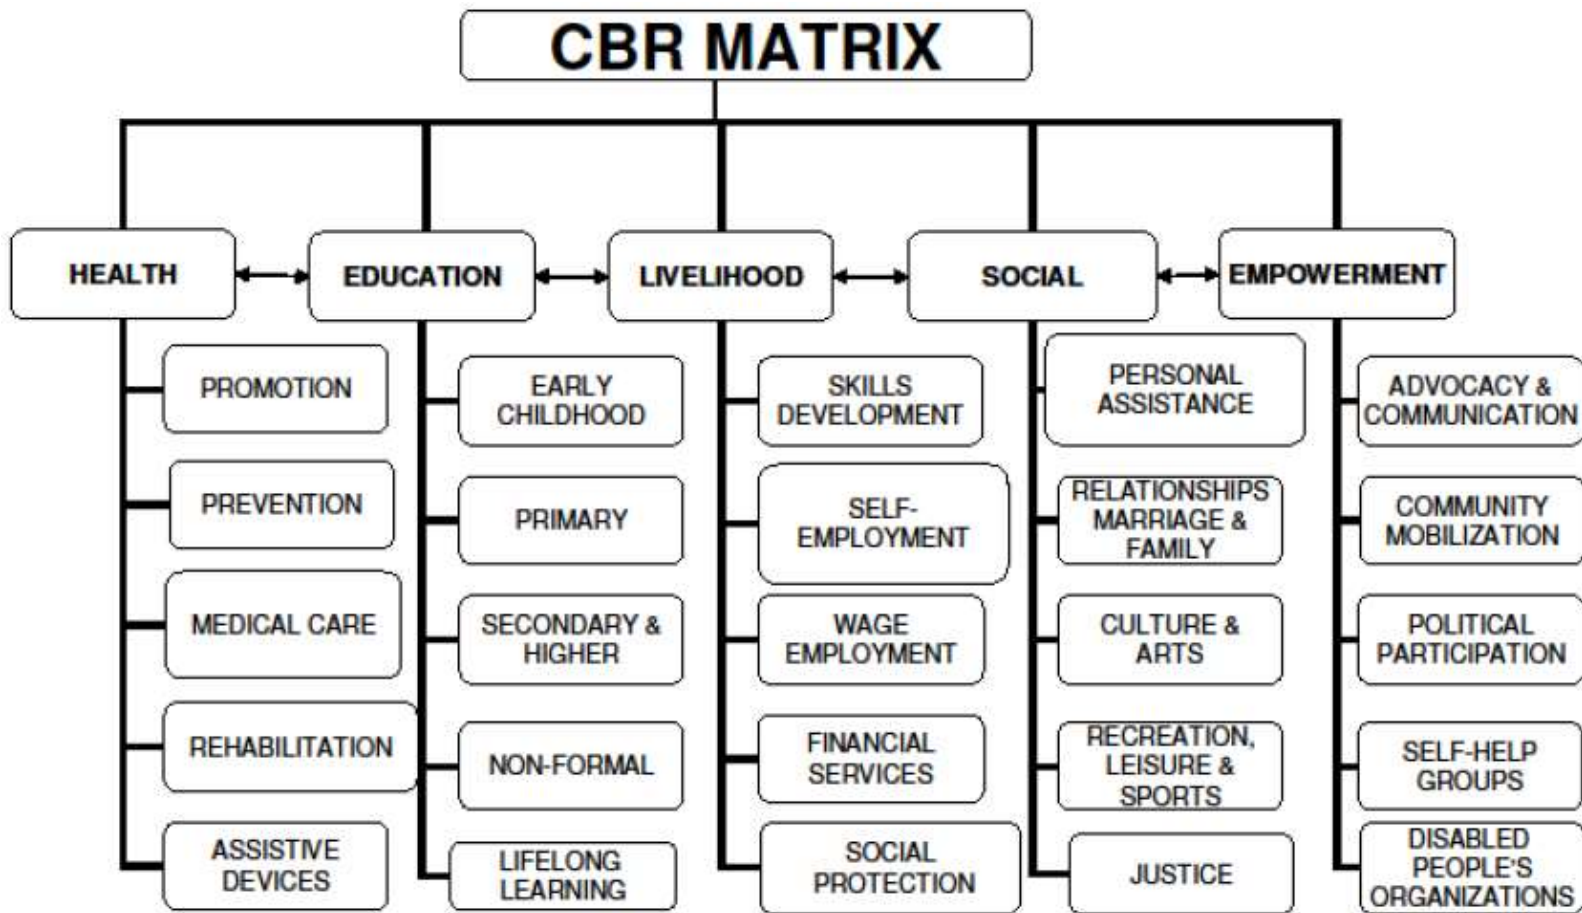 CBR MATRIX
HEALTH
EDUCATION
LIVELIHOOD
SOCIAL
EMPOWERMENT
PROMOTION
PREVENTION
MEDICAL CARE
REHABILITATION
ASSISTIVE
DEVICES
EARLY
CHILDHOOD
PRIMARY
SECONDARY &
HIGHER
NON-FORMAL
LIFELONG
LEARNING
SKILLS
DEVELOPMENT
SELF-
EMPLOYMENT
WAGE
EMPLOYMENT
FINANCIAL
SERVICES
SOCIAL
PROTECTION
PERSONAL
ASSISTANCE
RELATIONSHIPS
MARRIAGE &
FAMILY
CULTURE &
ARTS
RECREATION,
LEISURE &
SPORTS
JUSTICE
ADVOCACY &
COMMUNICATION
COMMUNITY
MOBILIZATION
POLITICAL
PARTICIPATION
SELF-HELP
GROUPS
DISABLED
PEOPLE'S
ORGANIZATIONS